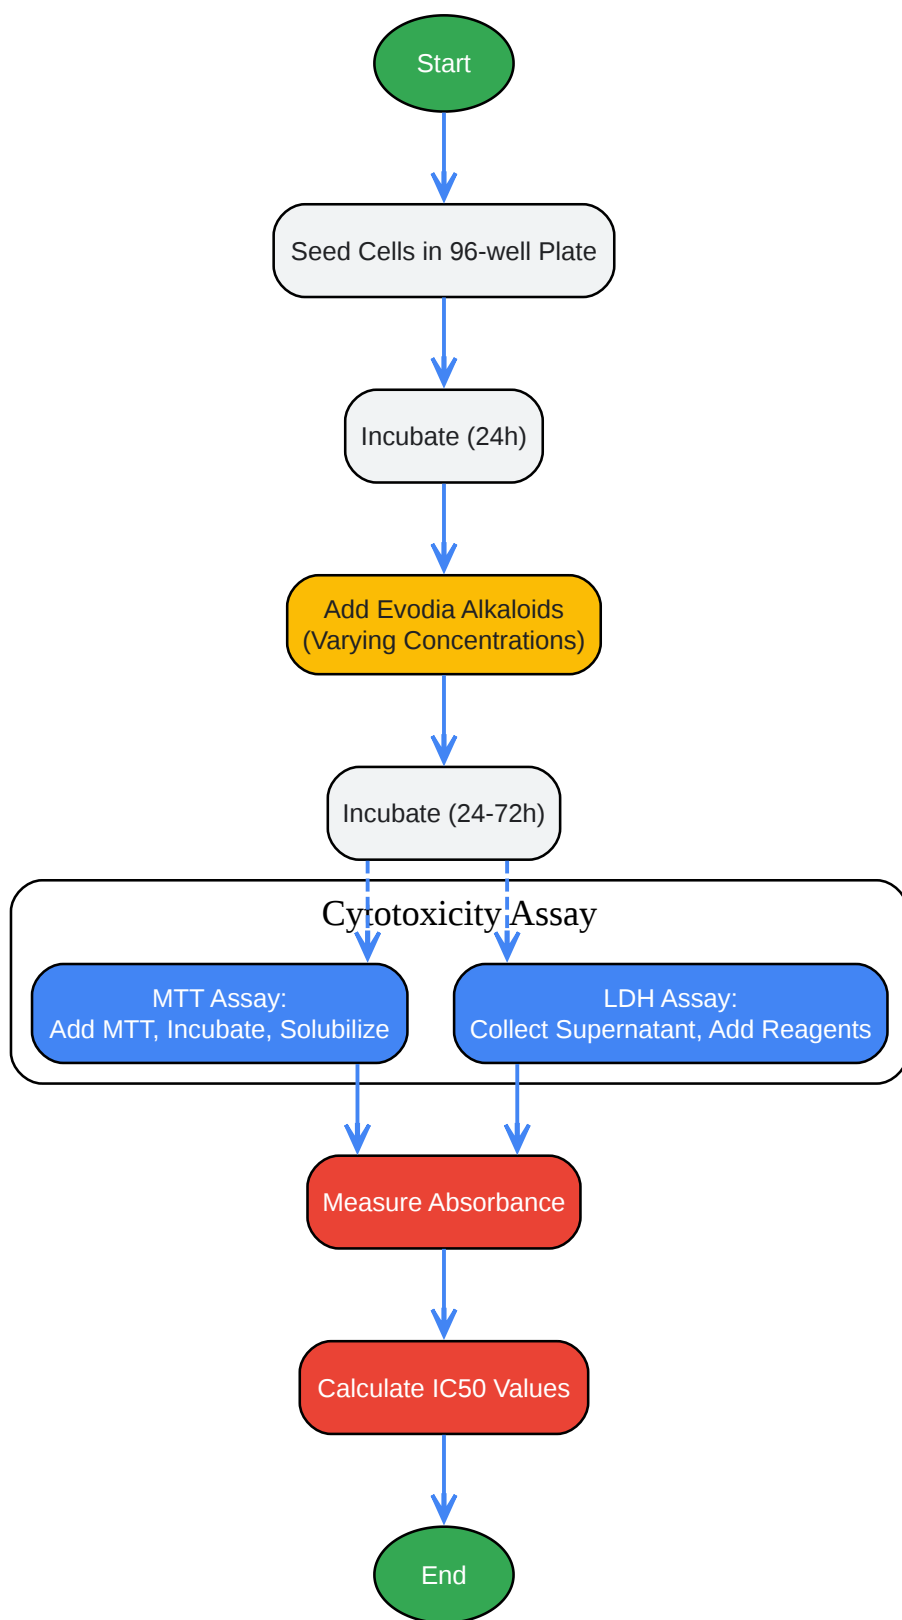 Start
Seed Cells in 96-well Plate
Incubate (24h)
Add Evodia Alkaloids
(Varying Concentrations)
Incubate (24-72h)
Cytotoxicity Assay
MTT Assay:
Add MTT, Incubate, Solubilize
LDH Assay:
Collect Supernatant, Add Reagents
Measure Absorbance
Calculate IC50 Values
End